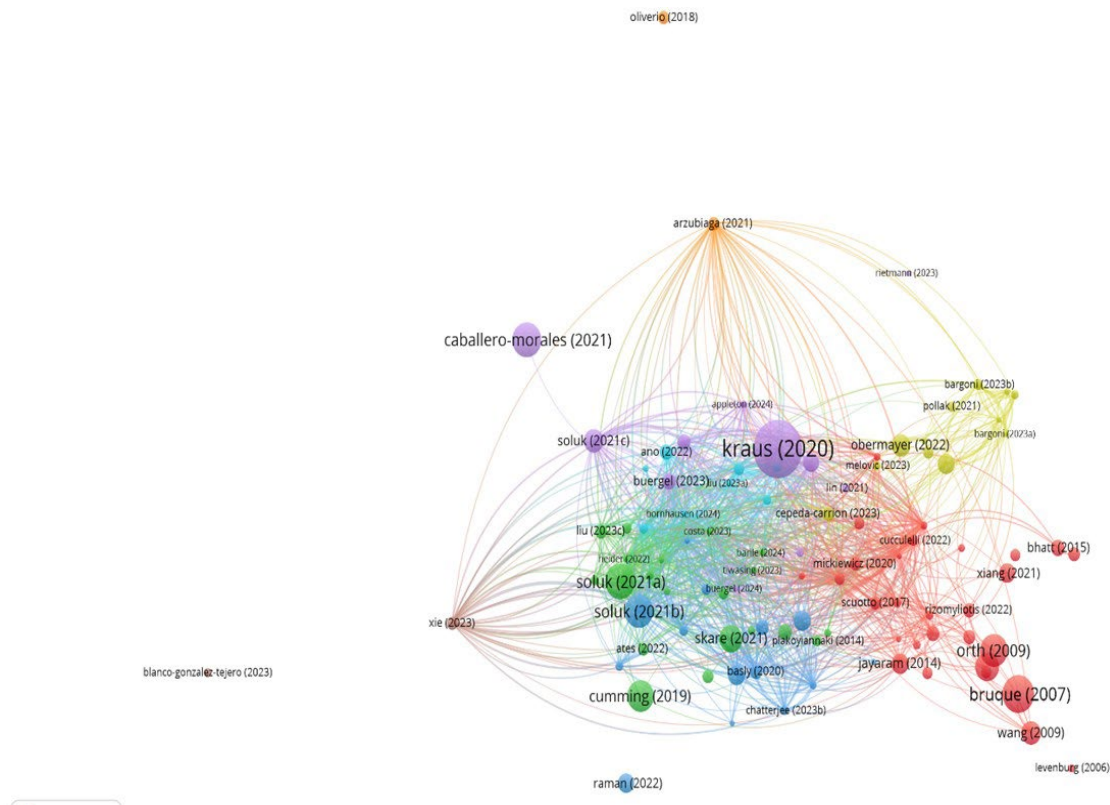 oliverio (2018)
arzubiaga (2021)
rietmann (2023)
caballero-morales (2021)
bargoni (2023b)
appleton (2024)
pollak (2021)
bargoni (2023a)
soluk (2021c)
kraus (2020)
obermayer (2022)
ano (2022)
melovic (2023)
buergel (2023)
liu (2023a)
lin (2021)
hornhausen (2024)
cepeda-carrion (2023)
liu (2023c)
costa (2023)
cucculelli (2022)
bhatt (2015)
heider (2022)
barile (2024)
mickiewicz (2020)
xiang (2021)
soluk (2021a)
(2023)
buergel (2024)
scuotto (2017)
rizomyliotis (2022)
soluk (2021b)
xie (2023)
skare (2021)
plakoyiannaki (2014)
ates (2022)
orth (2009)
jayaram (2014)
blanco-gonzalez-tejero (2023)
basly (2020)
cumming (2019)
bruque (2007)
chatterjee (2023b)
wang (2009)
levenburg (2006)
raman (2022)